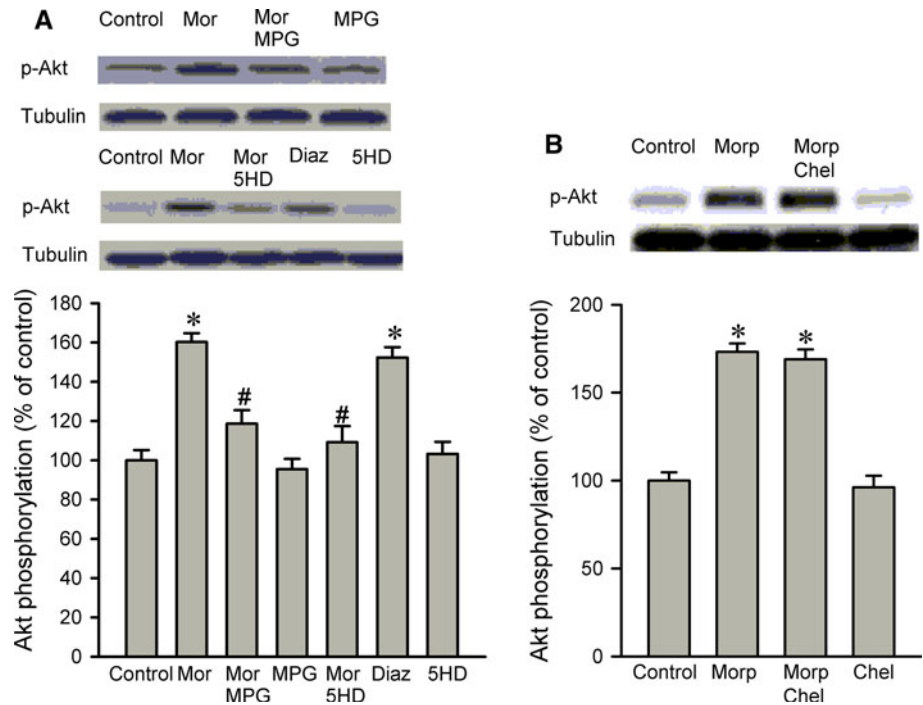 A
Control Mor Mor MPG
MPG
p-Akt
Tubulin
Control Mor Mor Diaz 5HD
5HD
p-Akt
Tubulin
Akt phosphorylation (% of control)
180
160
140
120
100
80
60
40
20
0
* # # *
Control Mor Mor MPG Mor Diaz 5HD
MPG 5HD
B
Control Morp Morp
Chel
p-Akt
Tubulin
Akt phosphorylation (% of control)
200
150
100
50
0
* *
Control Morp Morp Chel
Chel